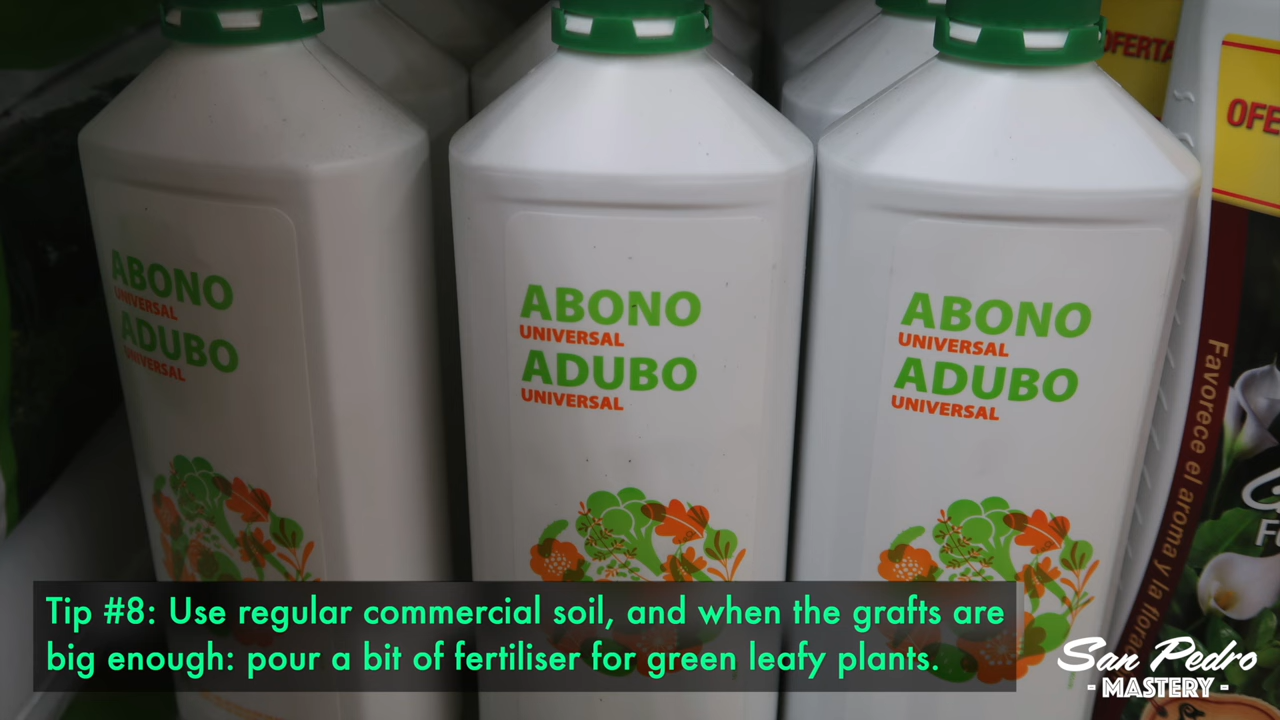 OFERTA
OFE
ABONO
UNIVERSAL
ADUBO
UNIVERSAL
ABONO
UNIVERSAL
ADUBO
UNIVERSAL
ABONO
UNIVERSAL
ADUBO
UNIVERSAL
Favorece el aroma y la flora
Tip #8: Use regular commercial soil, and when the grafts are
big enough: pour a bit of fertiliser for green leafy plants.
San Pedro
- MASTERY -